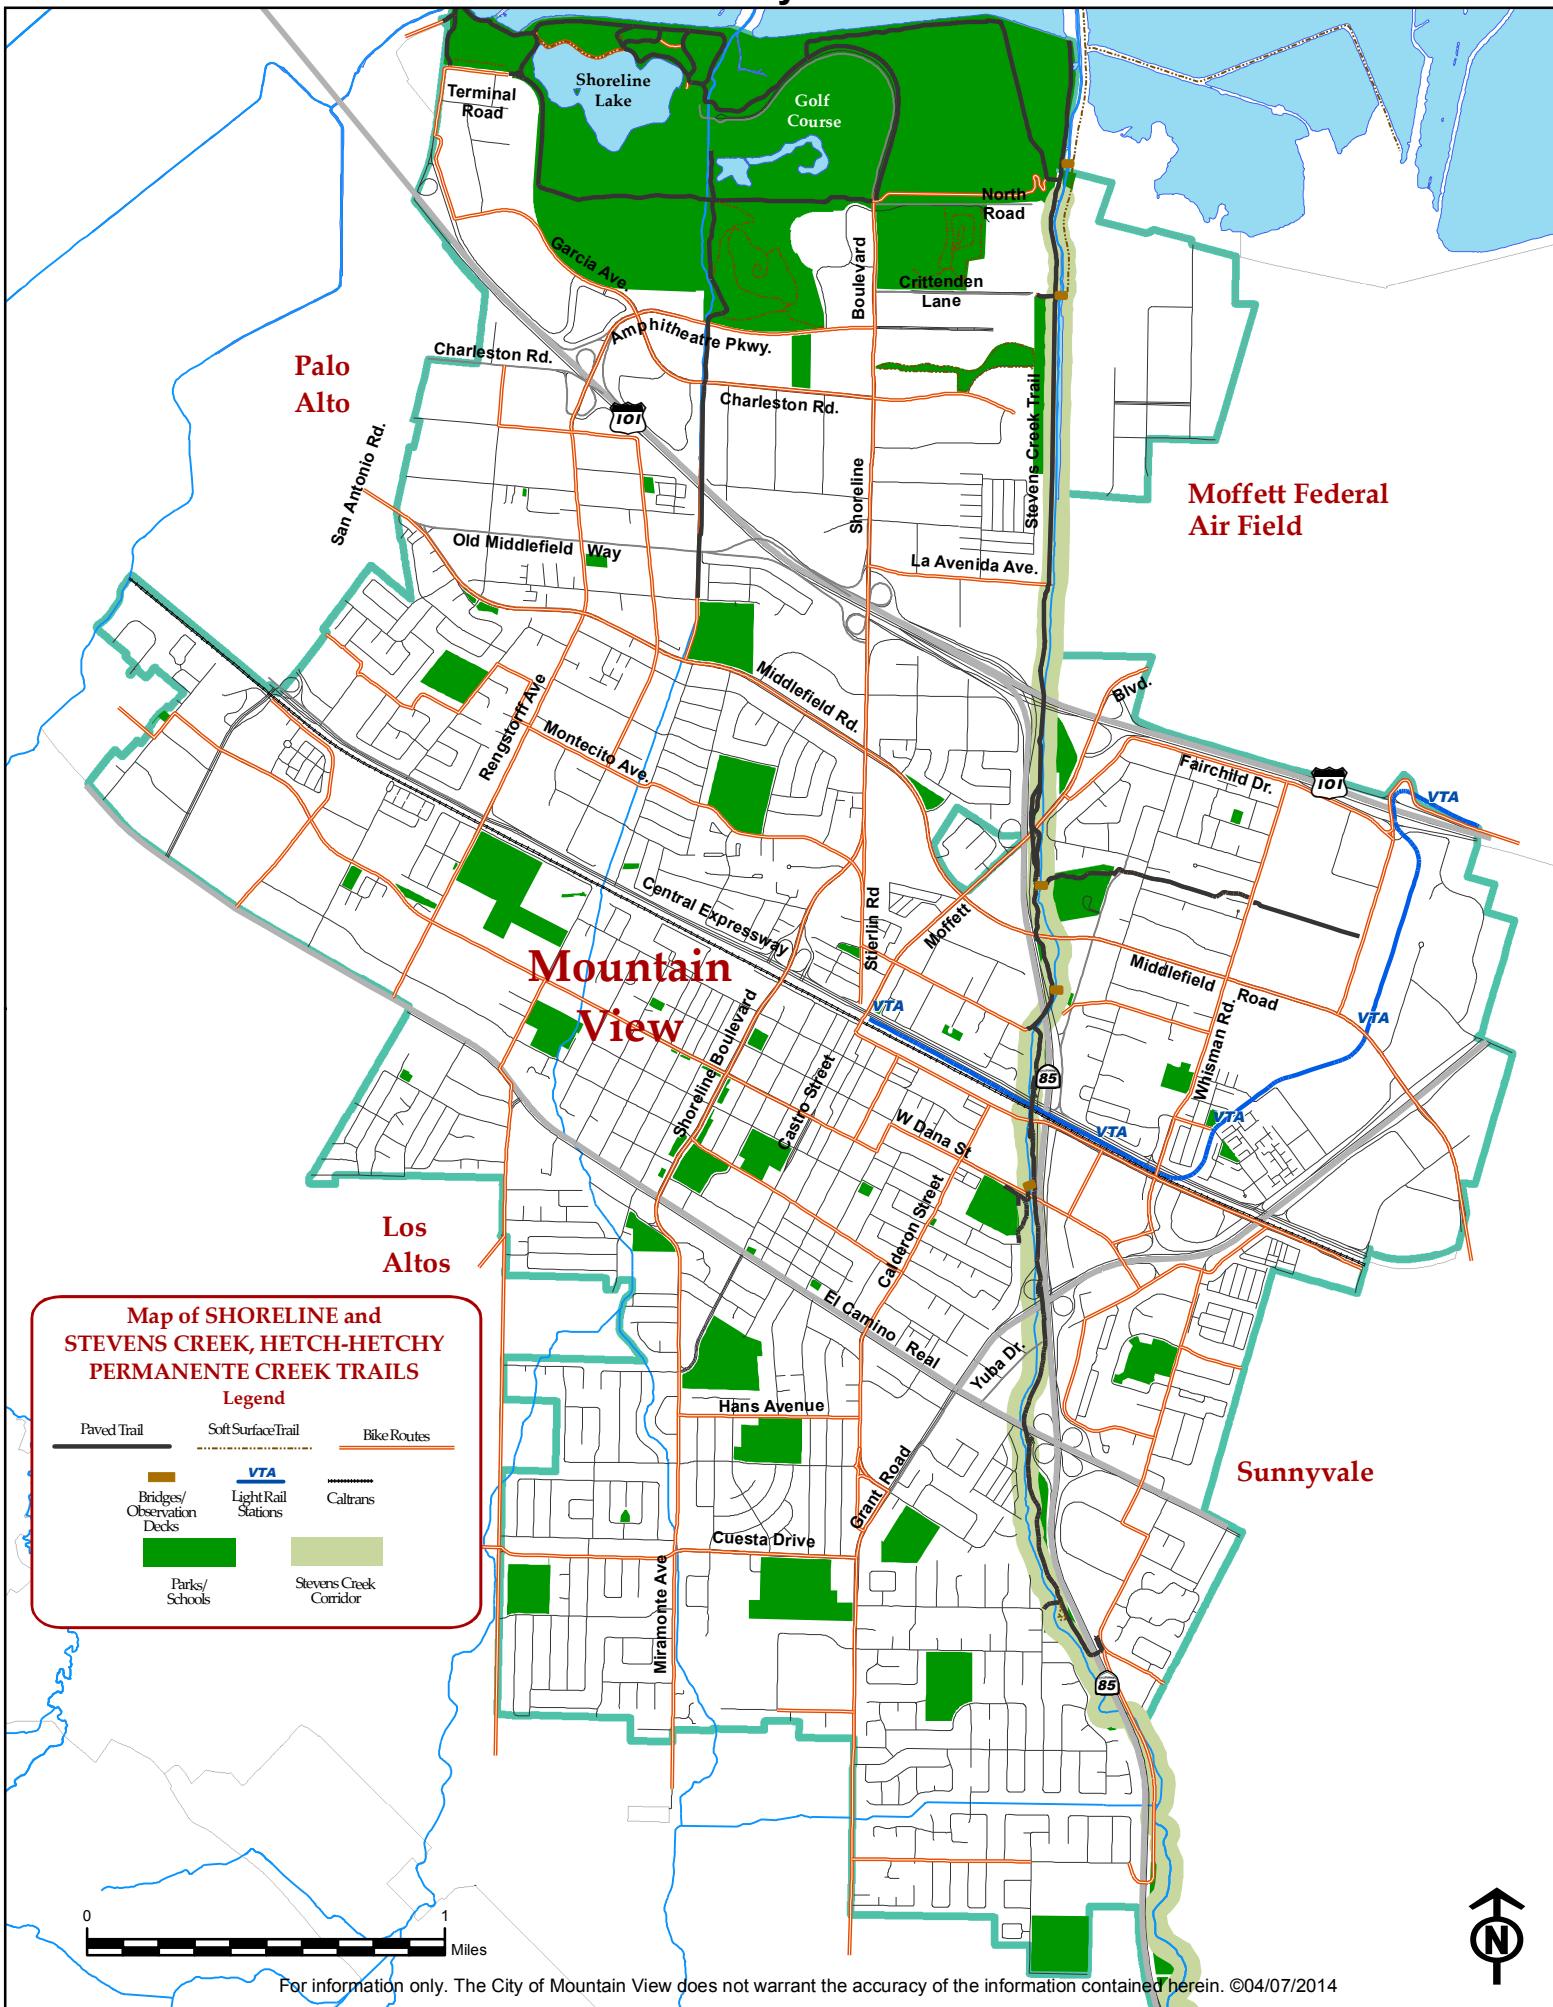 Shoreline
Lake
Golf
Course
Terminal
Road
North
Road
Garcia Ave.
Boulevard
Crittenden
Lane
Amphitheatre Pkwy.
Charleston Rd.
Palo
Alto
101
Charleston Rd.
Stevens Creek Trail
San Antonio Rd.
Shoreline
Moffett Federal
Air Field
Old Middlefield Way
La Avenida Ave.
Middlefield Rd.
Blvd.
Rengstorff Ave
Montecito Ave.
Fairchild Dr.
101
VTA
Central Expressway
Stierlin Rd
Moffett
Mountain
View
Middlefield Road
VTA
VTA
Shoreline Boulevard
Whisman Rd.
Castro Street
85
W Dana St
VTA
VTA
Calderon Street
Los
Altos
El Camino Real
Yuba Dr.
Map of SHORELINE and
STEVENS CREEK, HETCH-HETCHY
PERMANENTE CREEK TRAILS
Legend
Paved Trail
Soft Surface Trail
Bike Routes
VTA
Bridges/
Observation
Decks
Light Rail
Stations
Caltrans
Parks/
Schools
Stevens Creek
Corridor
Hans Avenue
Grant Road
Sunnyvale
Cuesta Drive
Miramonte Ave
85
0 1
Miles
N
For information only. The City of Mountain View does not warrant the accuracy of the information contained herein. ©04/07/2014